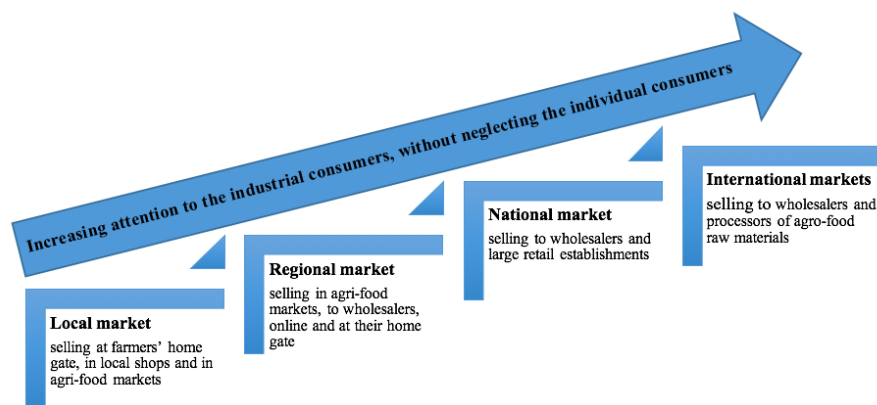 Increasing attention to the industrial consumers, without neglecting the individual consumers
Local market
selling at farmers’ home
gate, in local shops and in
agri-food markets
Regional market
selling in agri-food
markets, to wholesalers,
online and at their home
gate
National market
selling to wholesalers and
large retail establishments
International markets
selling to wholesalers and
processors of agro-food
raw materials